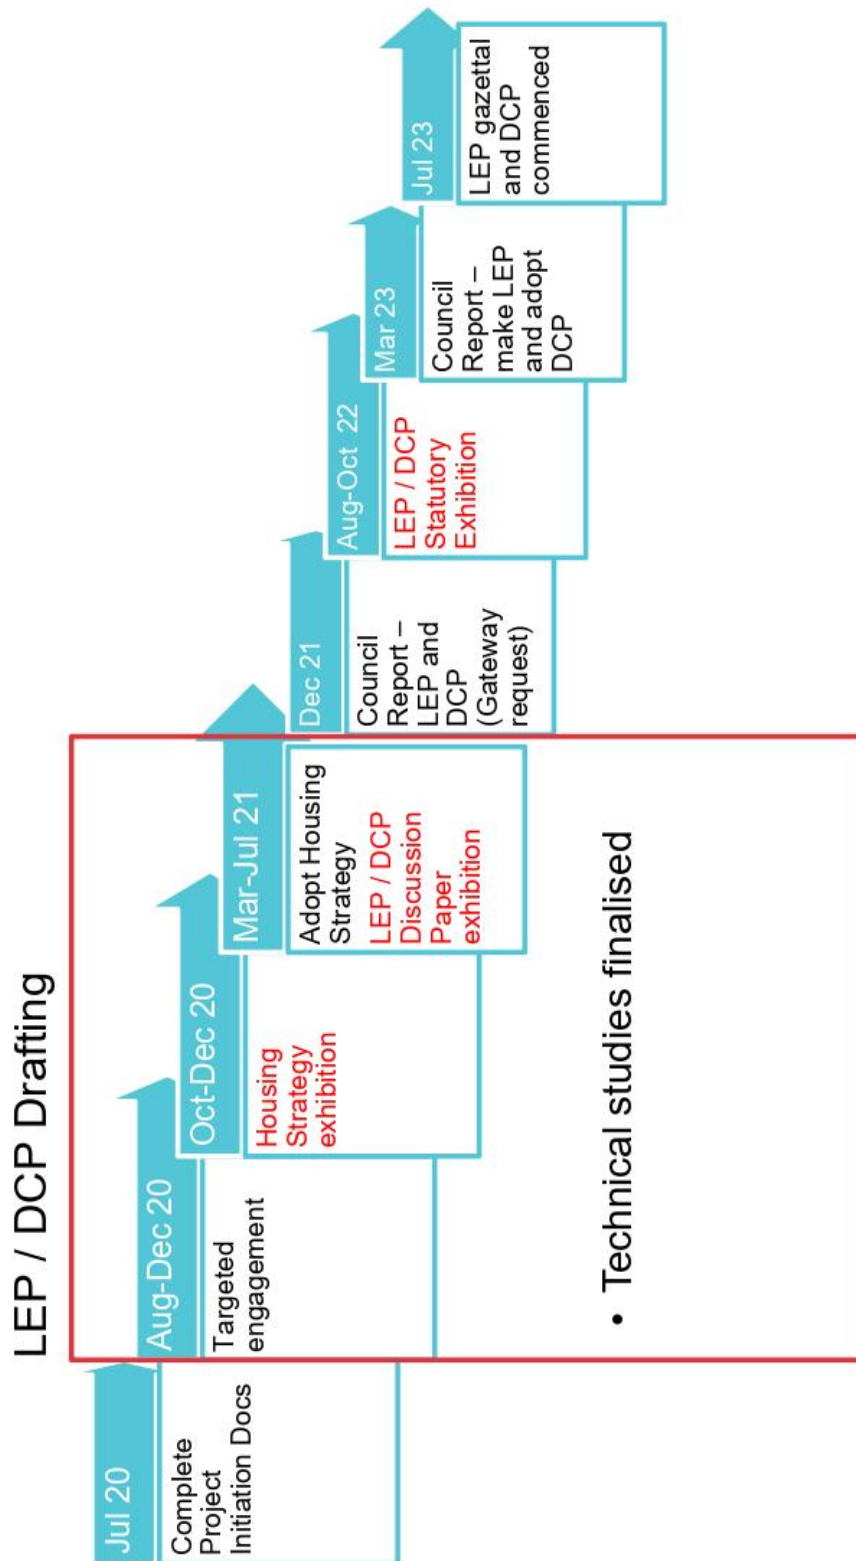 LEP / DCP Drafting
Jul 20
Complete
Project
Initiation Docs
Aug-Dec 20
Targeted
engagement
Oct-Dec 20
Housing
Strategy
exhibition
Mar-Jul 21
Adopt Housing
Strategy
LEP / DCP
Discussion
Paper
exhibition
Dec 21
Council
Report –
LEP and
DCP
(Gateway
request)
Aug-Oct 22
LEP / DCP
Statutory
Exhibition
Mar 23
Council
Report –
make LEP
and adopt
DCP
Jul 23
LEP gazettal
and DCP
commenced
• Technical studies finalised